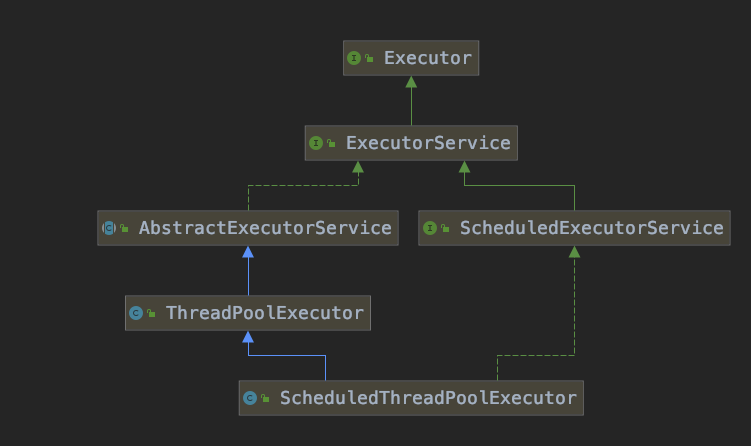 Executor
ExecutorService
AbstractExecutorService
ScheduledExecutorService
ThreadPoolExecutor
ScheduledThreadPoolExecutor